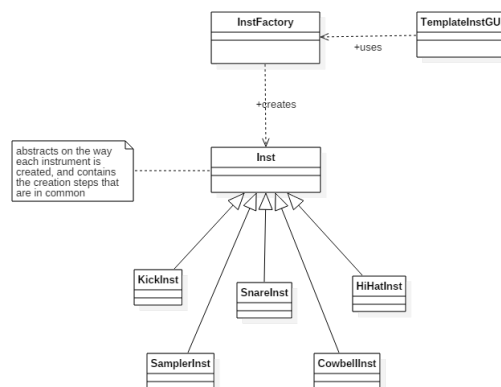 InstFactory
TemplateInstGU
+uses
+creates
abstracts on the way
each instrument is
created, and contains
the creation steps that
are in common
Inst
KickInst
SnareInst
HiHatInst
SamplerInst
CowbellInst